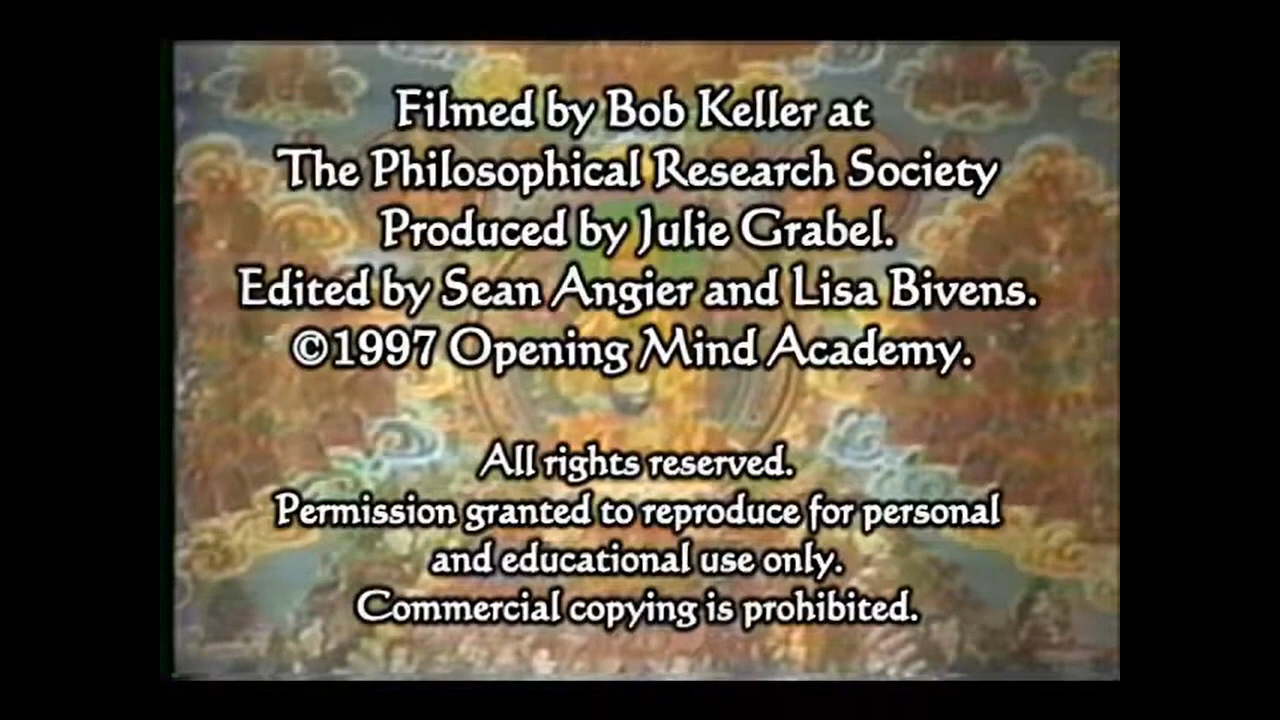 Filmed by Bob Keller at
The Philosophical Research Society
Produced by Julie Grabel.
Edited by Sean Angier and Lisa Bivens.
©1997 Opening Mind Academy.
All rights reserved.
Permission granted to reproduce for personal
and educational use only.
Commercial copying is prohibited.